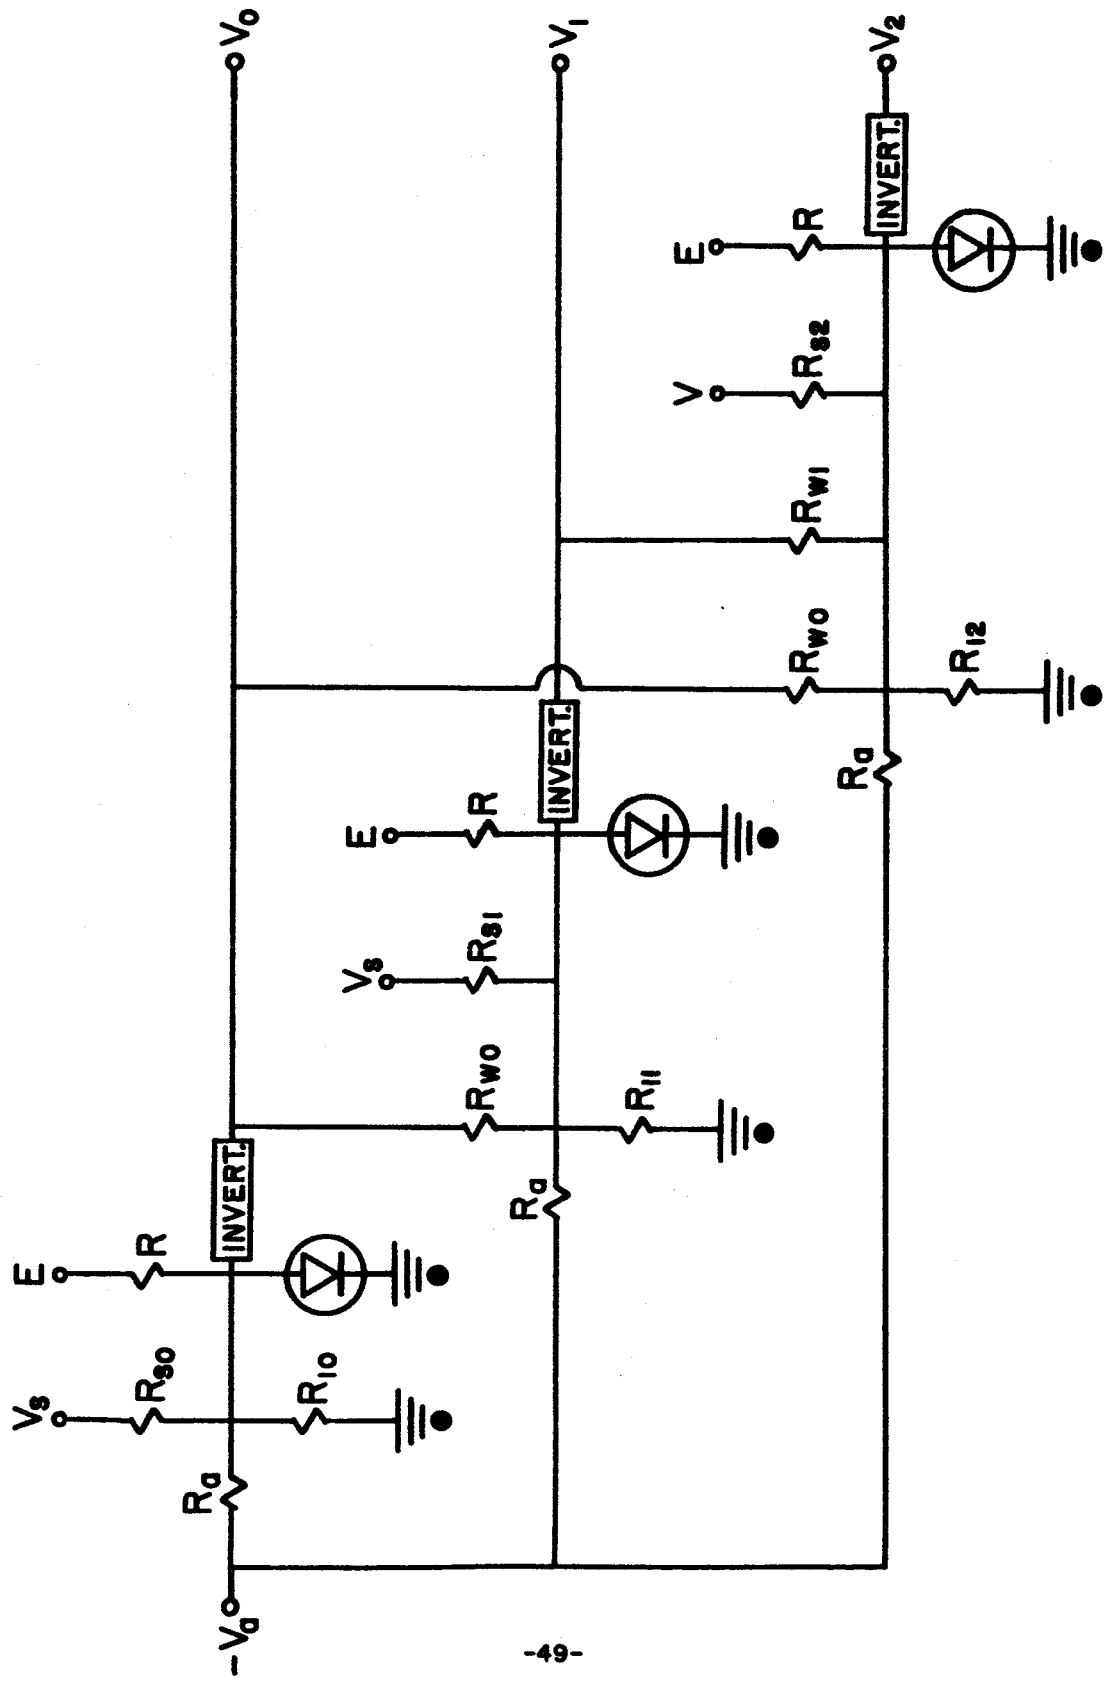 V0
V1
V2
INVERT.
E
R
V
RS2
RW1
RW0
R12
Ra
INVERT.
E
R
Vs
RS1
RW0
R11
Ra
INVERT.
E
R
Vs
RS0
R10
Ra
-Va
-49-